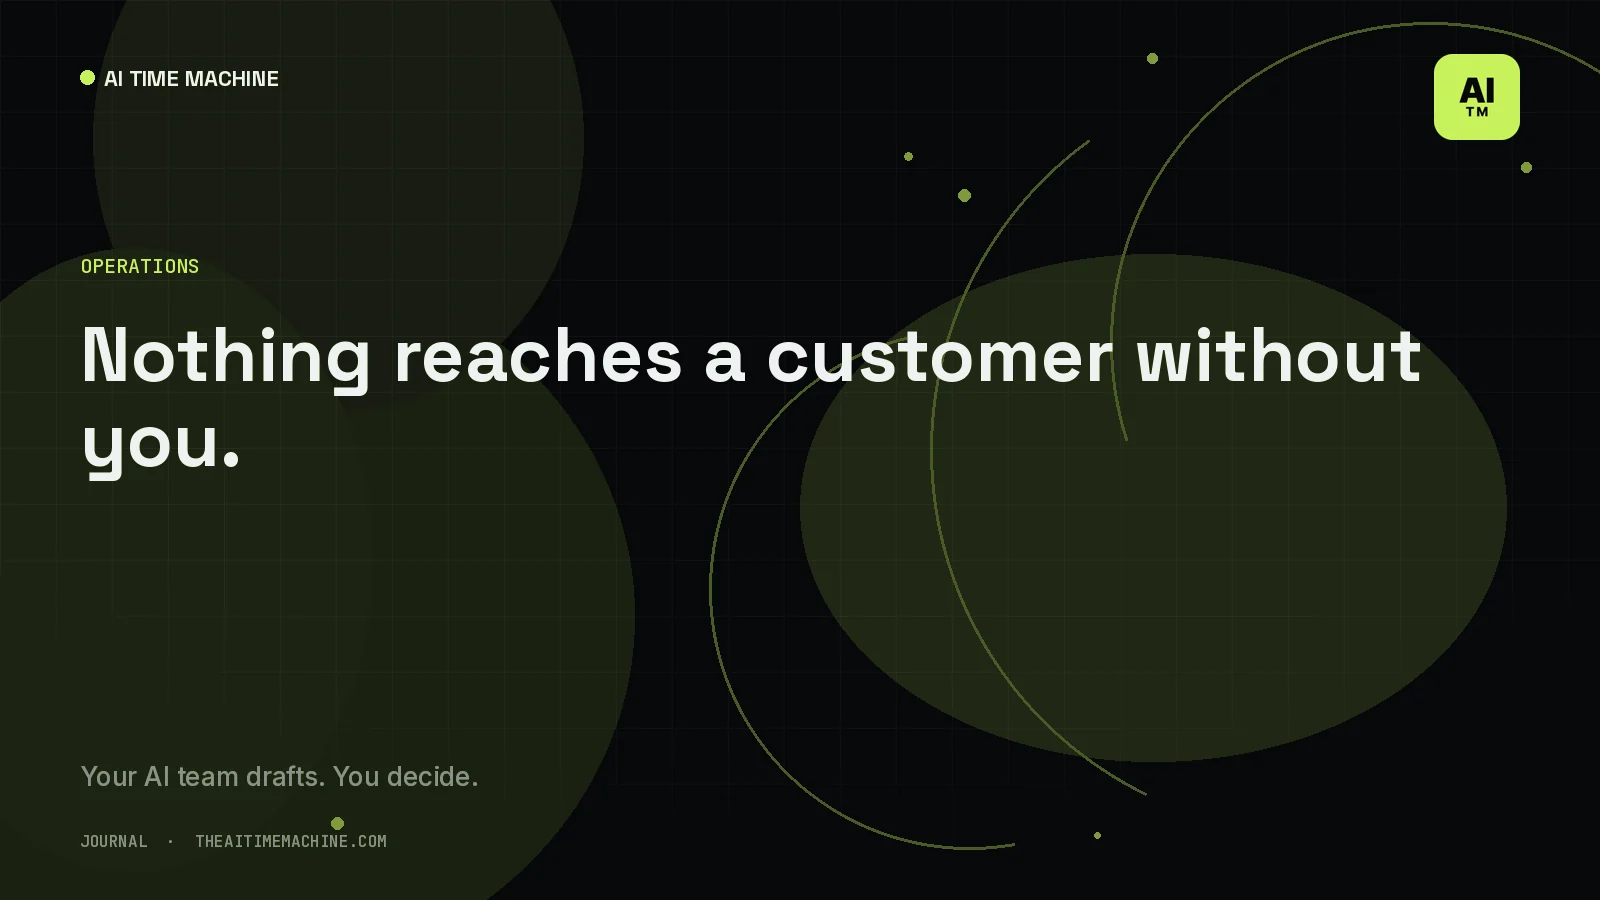 AI TIME MACHINE
AI
TM
OPERATIONS
Nothing reaches a customer without
you.
Your AI team drafts. You decide.
JOURNAL · THEAITIMEMACHINE.COM